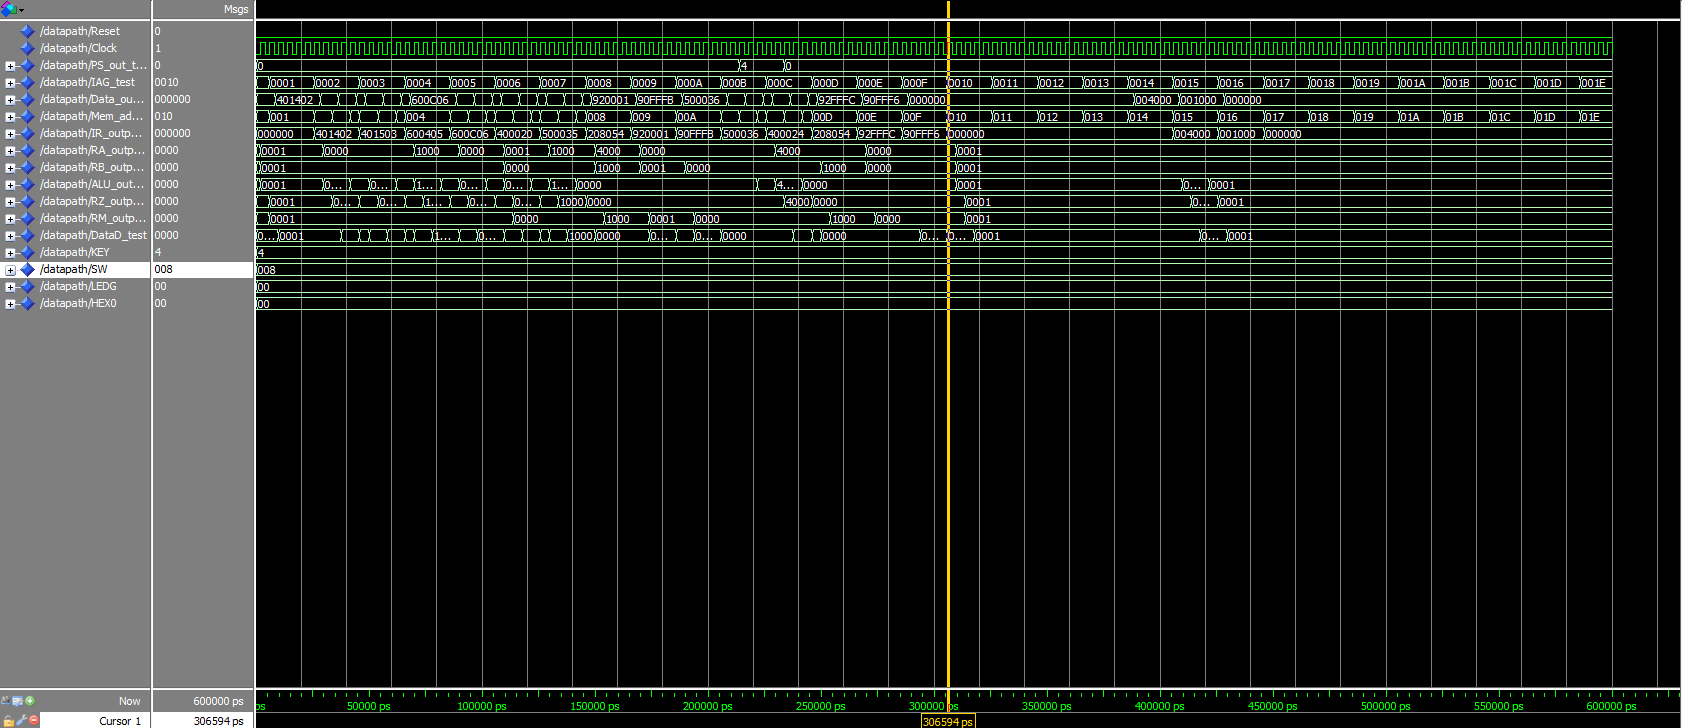 Msgs
/datapath/Reset 0
/datapath/Clock 1
/datapath/PS_out_t... 0 0 4 0
/datapath/IAG_test 0010 0001 0002 0003 0004 0005 0006 0007 0008 0009 000A 000B 000C 000D 000E 000F 0010 0011 0012 0013 0014 0015 0016 0017 0018 0019 001A 001B 001C 001D 001E
/datapath/Data_ou... 000000 401402 600C06 920001 90FFFB 500036 92FFFC 90FFF6 000000 004000 001000 000000
/datapath/Mem_ad... 010 001 004 008 009 00A 00D 00E 00F 010 011 012 013 014 015 016 017 018 019 01A 01B 01C 01D 01E
/datapath/IR_outp... 000000 000000 401402 401503 600405 600C06 400020 500035 208054 920001 90FFFB 500036 400024 208054 92FFFC 90FFF6 000000 004000 001000 000000
/datapath/RA_outp... 0000 0001 0000 1000 0000 0001 1000 4000 0000 4000 0000 0001
/datapath/RB_outp... 0000 0001 0000 1000 0001 0000 1000 0000 0001
/datapath/ALU_out... 0000 0001 0... 0... 1... 0... 0... 1... 0000 4... 0000 0001 0... 0001
/datapath/RZ_outp... 0000 0001 0... 0... 1... 0... 0... 1000 0000 4000 0000 0001 0... 0001
/datapath/RM_outp... 0000 0001 0000 1000 0001 0000 1000 0000 0001
/datapath/DataD_test 0000 0... 0001 1... 0... 1000 0000 0... 0... 0000 0000 0... 0... 0001 0... 0001
/datapath/KEY 4 4
/datapath/SW 008 008
/datapath/LEDG 00 00
/datapath/HEX0 00 00
Now 600000 ps
ps 50000 ps 100000 ps 150000 ps 200000 ps 250000 ps 300000 ps 350000 ps 400000 ps 450000 ps 500000 ps 550000 ps 600000 ps
Cursor 1 306594 ps 306594 ps